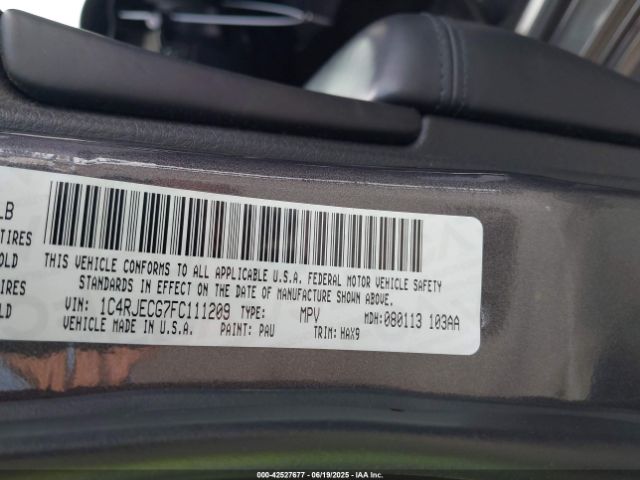 LB
TIRES
OLD
IRES
LD
THIS VEHICLE CONFORMS TO ALL APPLICABLE U.S.A. FEDERAL MOTOR VEHICLE SAFETY
STANDARDS IN EFFECT ON THE DATE OF MANUFACTURE SHOWN ABOVE.
VIN: 1C4RJECG7FC111209 TYPE: MPV MDH:080113 103AA
VEHICLE MADE IN U.S.A. PAINT: PAU TRIM: HAX9
000-42527677 - 06/19/2025 - IAA Inc.